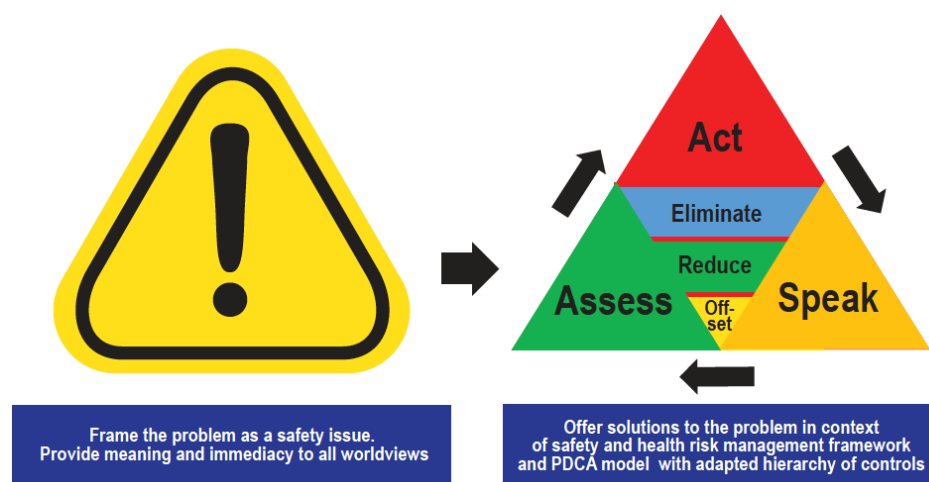 !
Act
Eliminate
Reduce
Assess
Off-
set
Speak
Frame the problem as a safety issue.
Provide meaning and immediacy to all worldviews
Offer solutions to the problem in context
of safety and health risk management framework
and PDCA model with adapted hierarchy of controls